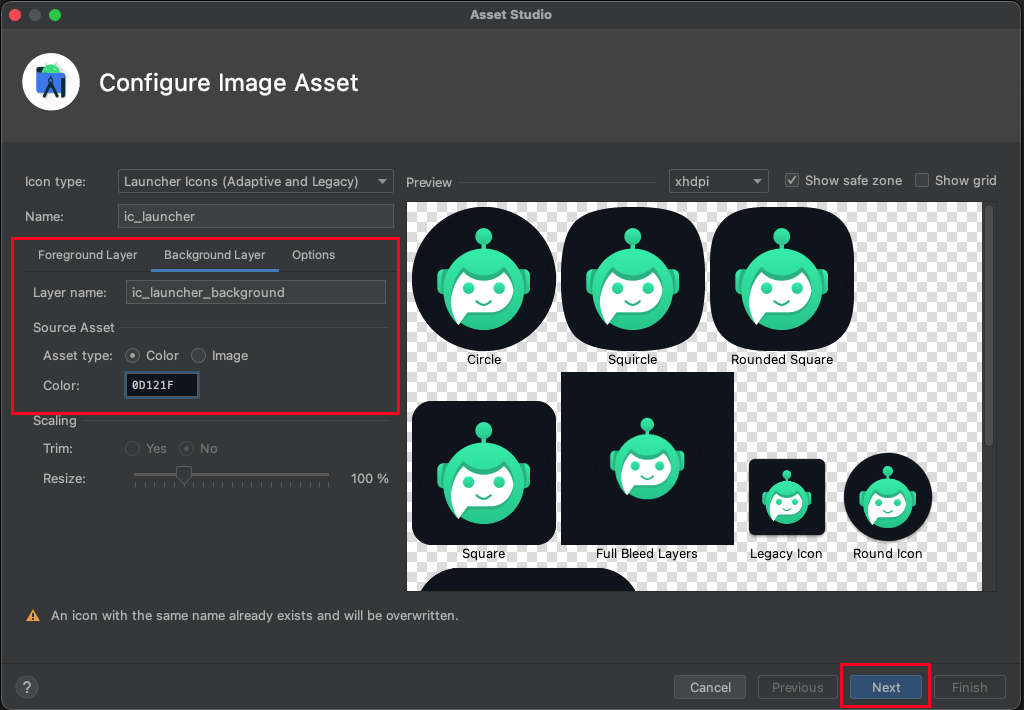 Asset Studio
Configure Image Asset
Icon type: Launcher Icons (Adaptive and Legacy)
Name: ic_launcher
Foreground Layer Background Layer Options
Layer name: ic_launcher_background
Source Asset
Asset type: Color Image
Color: 0D121F
Scaling
Trim: Yes No
Resize: 100 %
Preview xhdpi Show safe zone Show grid
Circle Squircle Rounded Square
Square Full Bleed Layers Legacy Icon Round Icon
An icon with the same name already exists and will be overwritten.
? Cancel Previous Next Finish